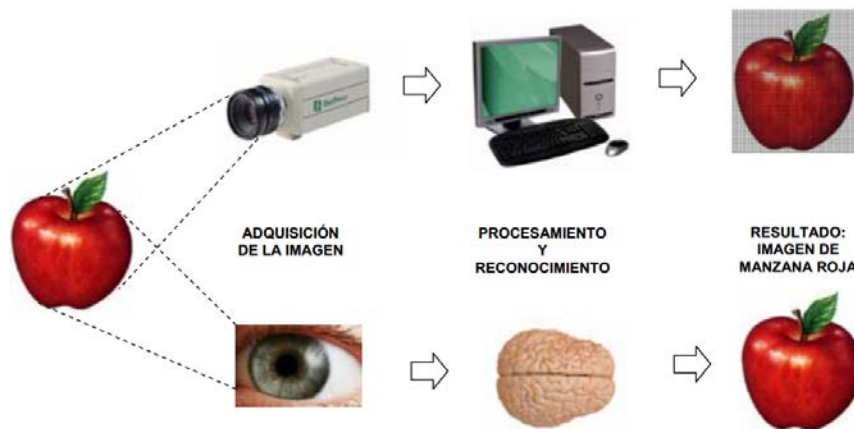 ADQUISICIÓN
DE LA IMAGEN
PROCESAMIENTO
Y
RECONOCIMIENTO
RESULTADO:
IMAGEN DE
MANZANA ROJA